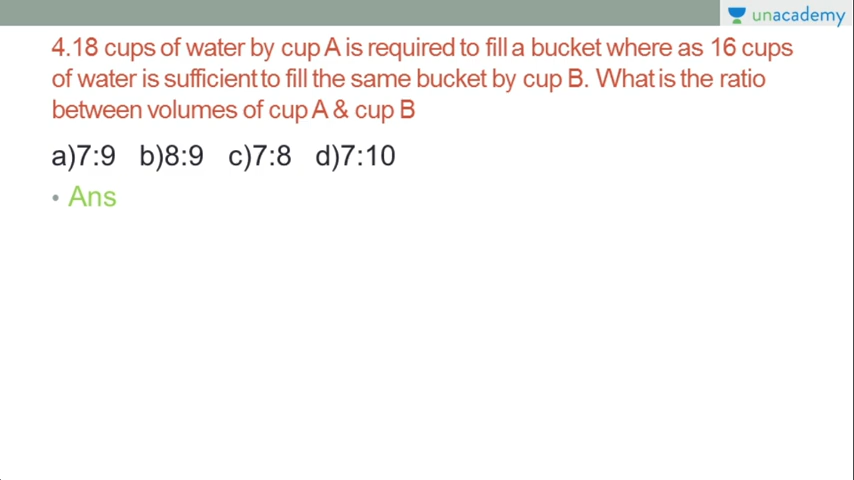 unacademy
4.18 cups of water by cup A is required to fill a bucket where as 16 cups
of water is sufficient to fill the same bucket by cup B. What is the ratio
between volumes of cup A & cup B
a)7:9 b)8:9 c)7:8 d)7:10
• Ans